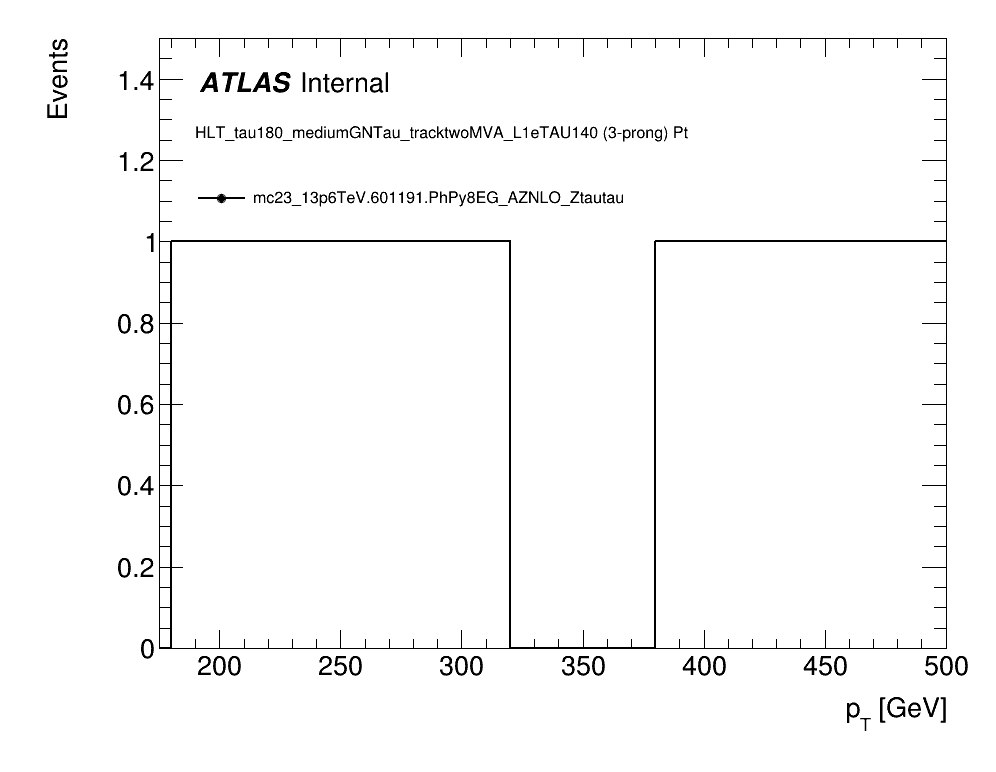 Events
ATLAS Internal
HLT_tau180_mediumGNTau_tracktwoMVA_L1eTAU140 (3-prong) Pt
mc23_13p6TeV.601191.PhPy8EG_AZNLO_Ztautau
1.4
1.2
1
0.8
0.6
0.4
0.2
0
200 250 300 350 400 450 500
p_T [GeV]